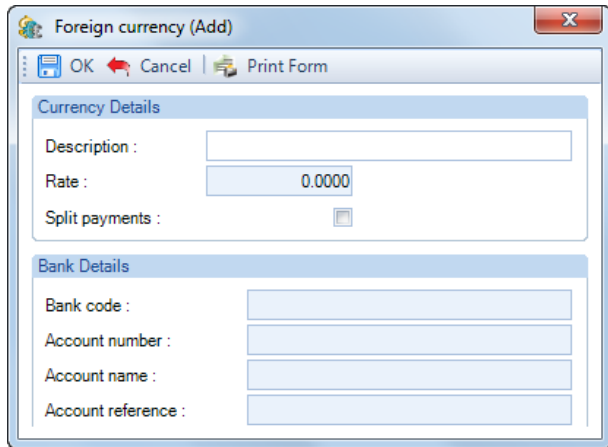 Foreign currency (Add)
OK Cancel Print Form
Currency Details
Description :
Rate : 0.0000
Split payments :
Bank Details
Bank code :
Account number :
Account name :
Account reference :